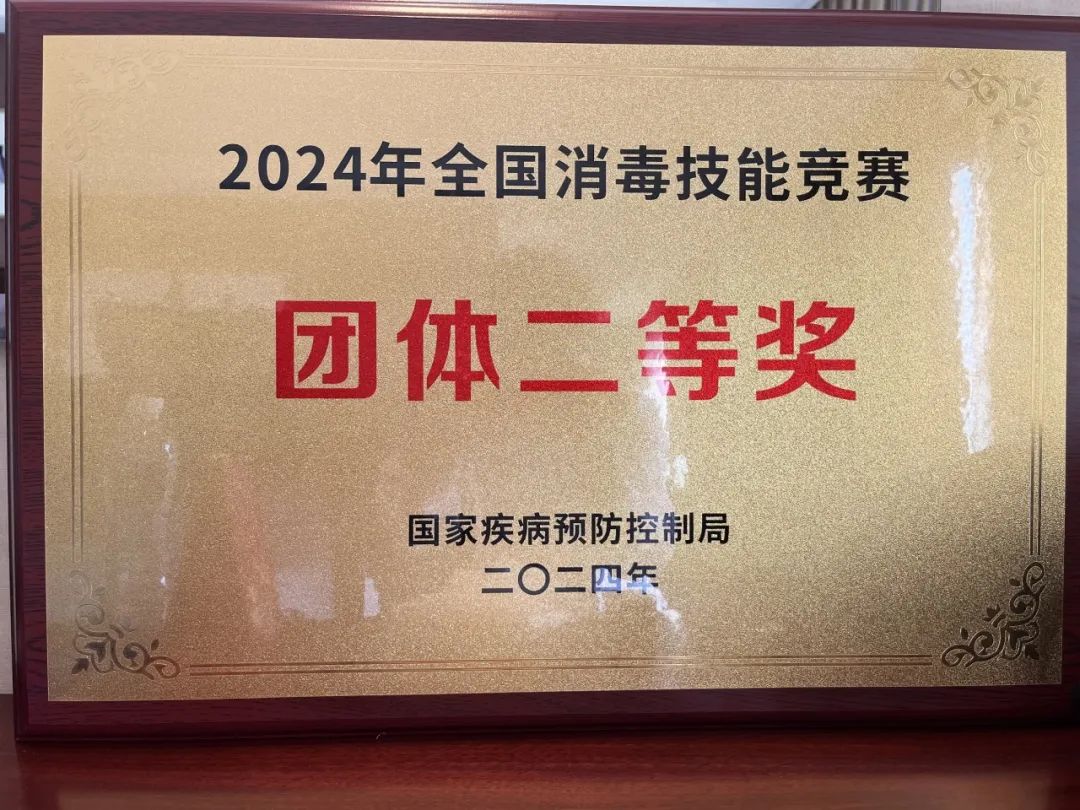 2024年全国消毒技能竞赛
团体二等奖
国家疾病预防控制局
二〇二四年